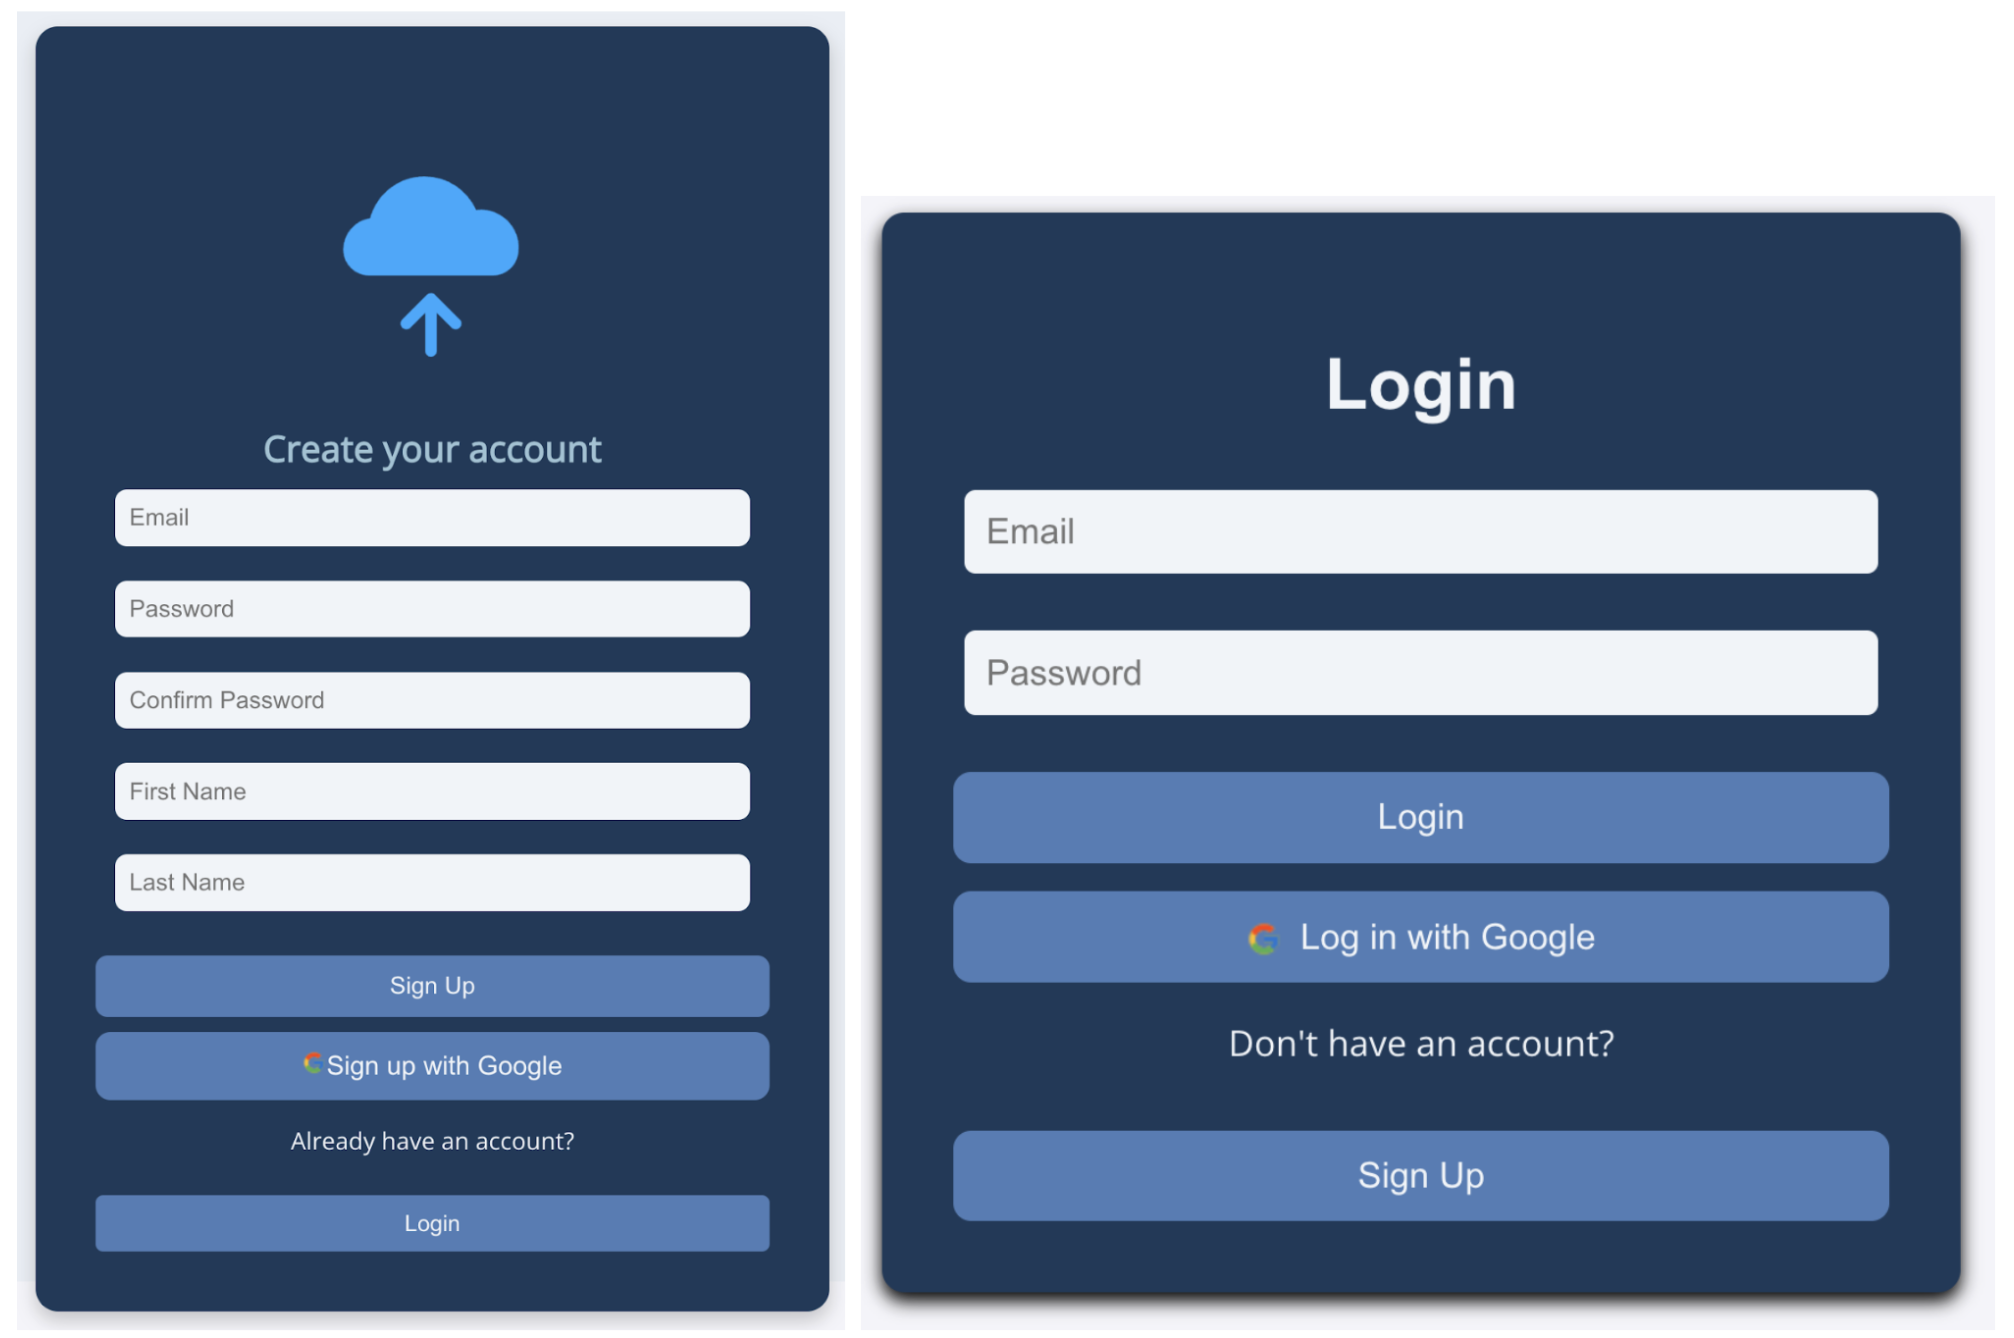 Create your account
Email
Password
Confirm Password
First Name
Last Name
Sign Up
Sign up with Google
Already have an account?
Login
Login
Email
Password
Login
Log in with Google
Don't have an account?
Sign Up